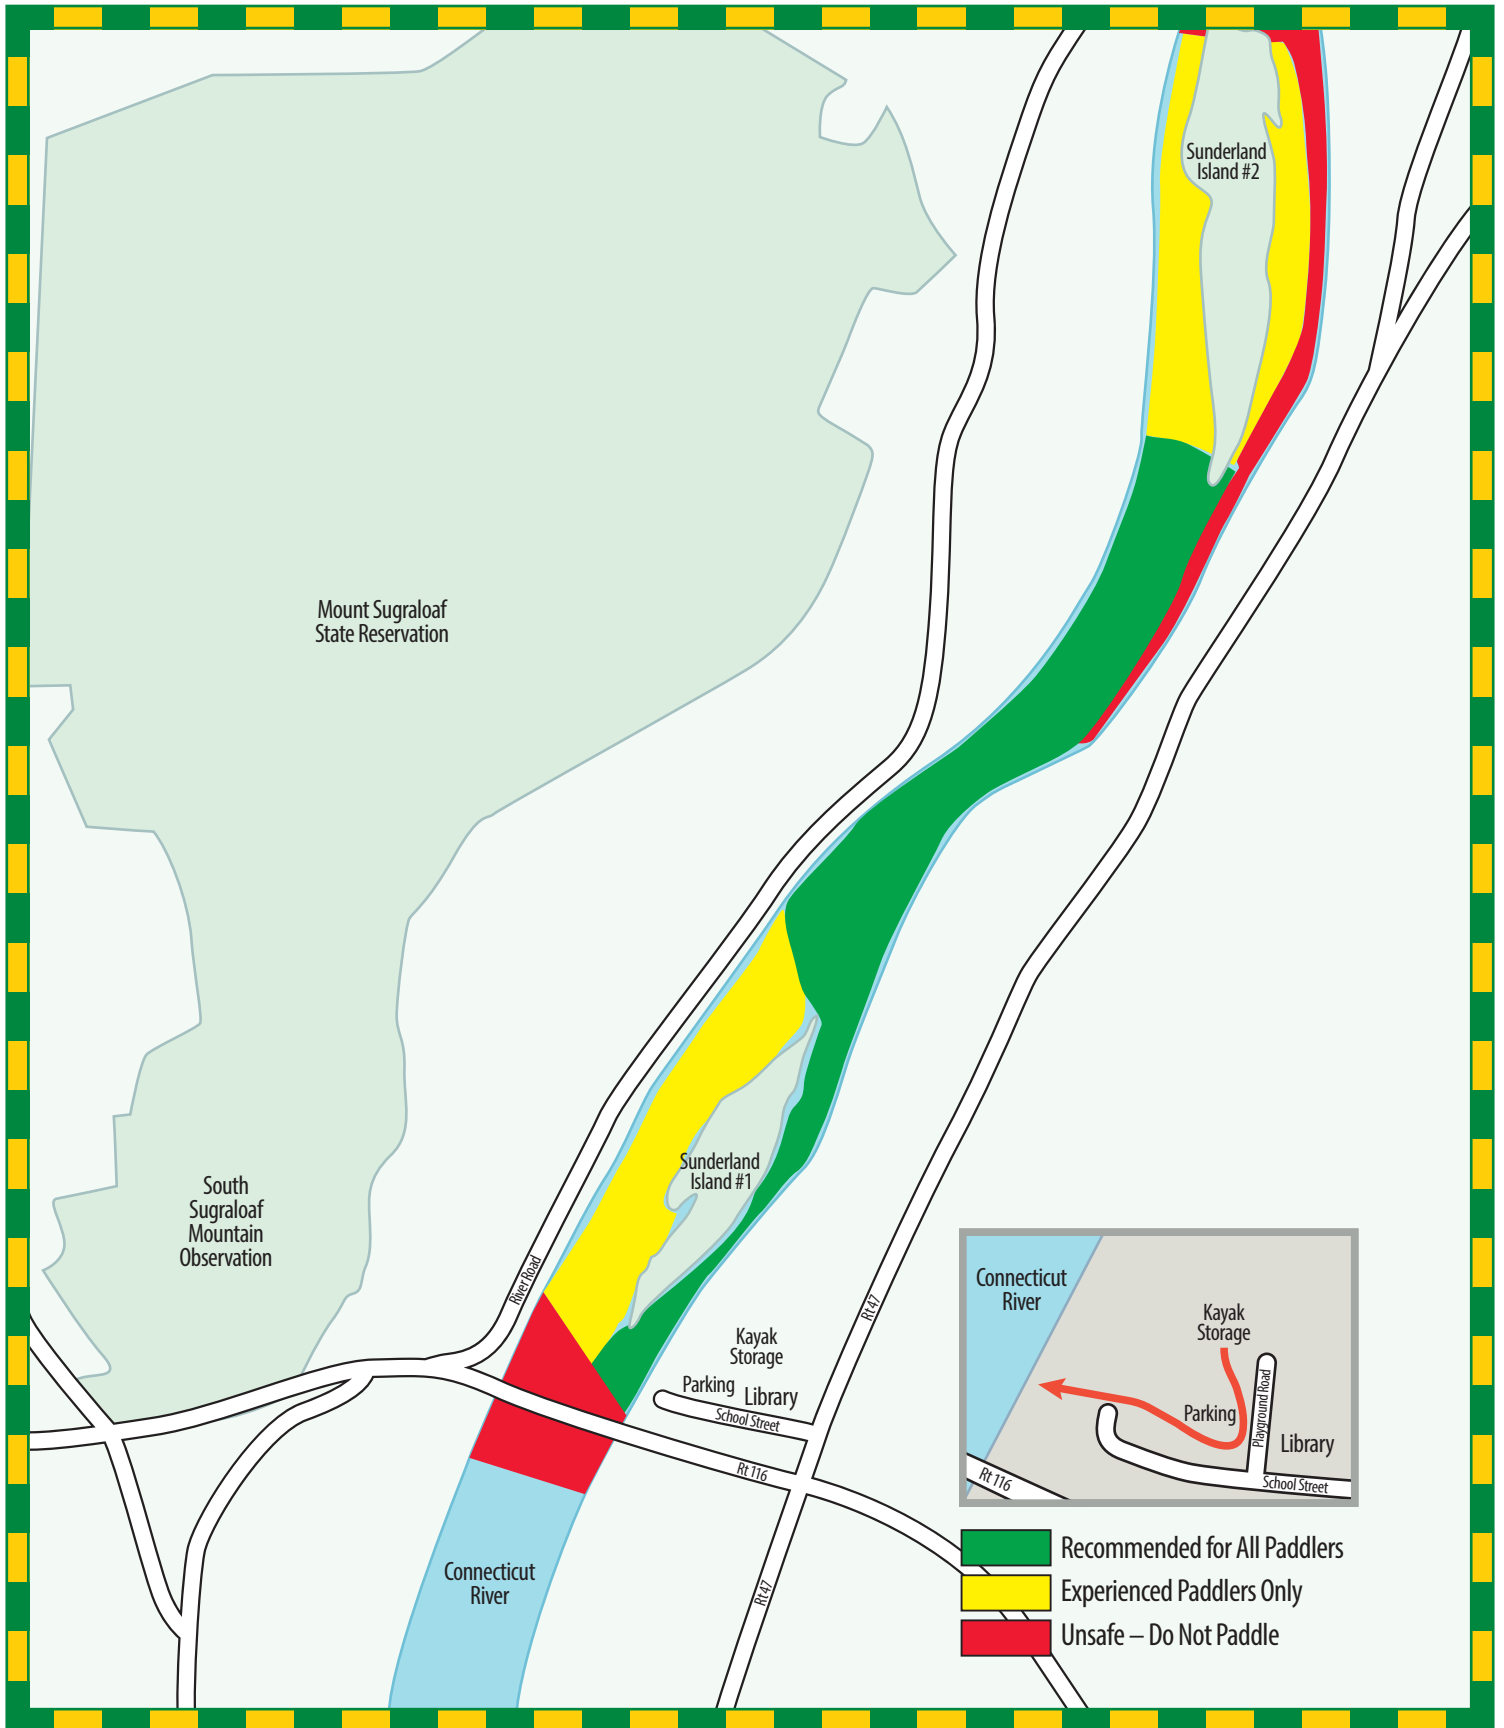 Sunderland
Island #2
Mount Sugraloaf
State Reservation
Sunderland
Island #1
South
Sugraloaf
Mountain
Observation
River Road
Rt 47
Kayak
Storage
Parking
Library
School Street
Rt 116
Connecticut
River
Rt 47
Connecticut
River
Kayak
Storage
Parking
Playground Road
Library
School Street
Rt 116
Recommended for All Paddlers
Experienced Paddlers Only
Unsafe – Do Not Paddle